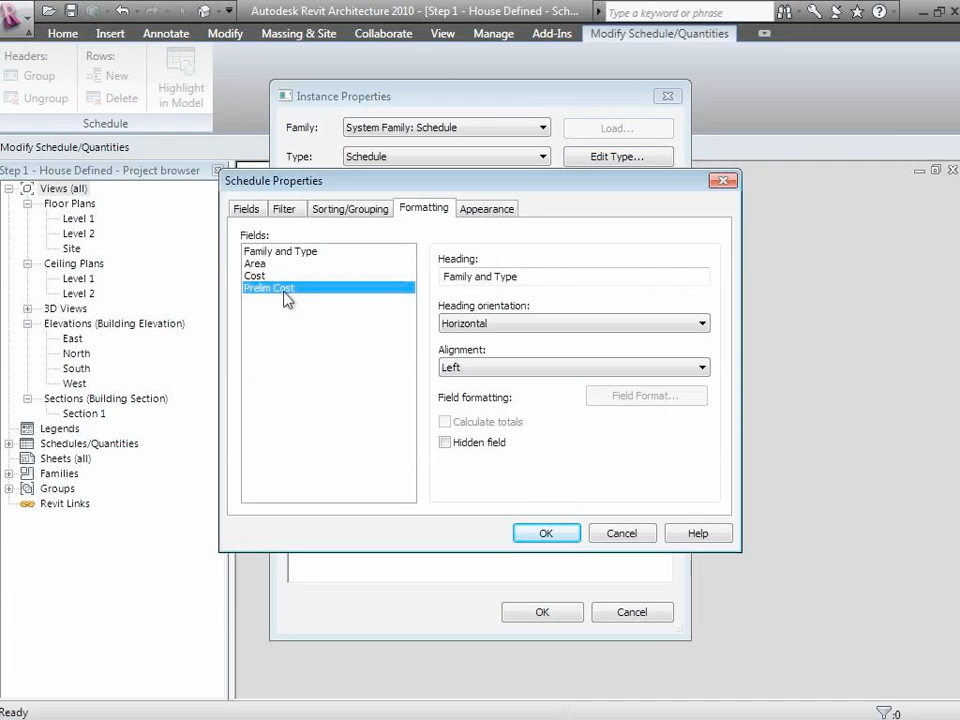 Autodesk Revit Architecture 2010 - [Step 1 - House Defined - Sch...
Type a keyword or phrase
Home Insert Annotate Modify Massing & Site Collaborate View Manage Add-Ins Modify Schedule/Quantities
Headers: Rows:
Group New
Ungroup Delete
Highlight
in Model
Schedule
Modify Schedule/Quantities
Step 1 - House Defined - Project browser
Views (all)
Floor Plans
Level 1
Level 2
Site
Ceiling Plans
Level 1
Level 2
3D Views
Elevations (Building Elevation)
East
North
South
West
Sections (Building Section)
Section 1
Legends
Schedules/Quantities
Sheets (all)
Families
Groups
Revit Links
Instance Properties
Family: System Family: Schedule Load...
Type: Schedule Edit Type...
Schedule Properties
Fields Filter Sorting/Grouping Formatting Appearance
Fields:
Family and Type
Area
Cost
Prelim Cost
Heading:
Family and Type
Heading orientation:
Horizontal
Alignment:
Left
Field formatting: Field Format...
Calculate totals
Hidden field
OK Cancel Help
OK Cancel
Ready
:0